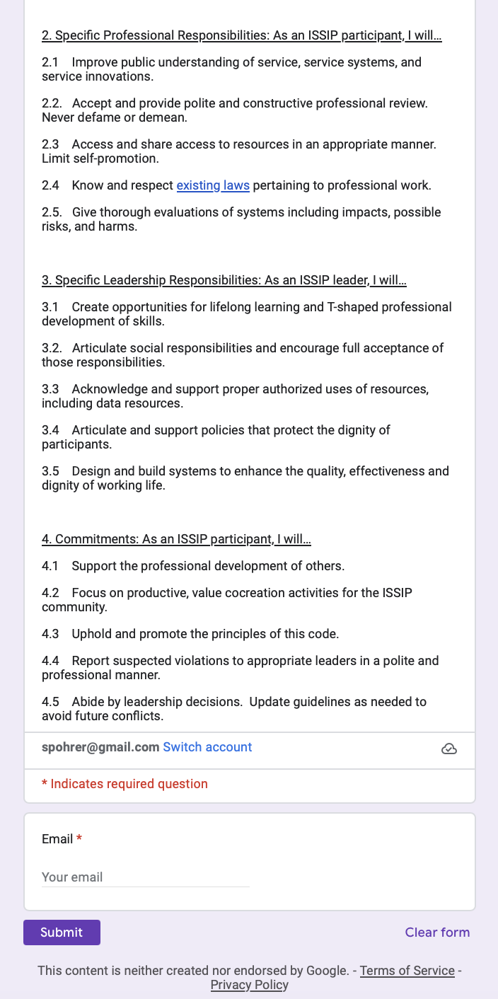 2. Specific Professional Responsibilities: As an ISSIP participant, I will...
2.1 Improve public understanding of service, service systems, and
service innovations.
2.2. Accept and provide polite and constructive professional review.
Never defame or demean.
2.3 Access and share access to resources in an appropriate manner.
Limit self-promotion.
2.4 Know and respect existing laws pertaining to professional work.
2.5. Give thorough evaluations of systems including impacts, possible
risks, and harms.
3. Specific Leadership Responsibilities: As an ISSIP leader, I will...
3.1 Create opportunities for lifelong learning and T-shaped professional
development of skills.
3.2. Articulate social responsibilities and encourage full acceptance of
those responsibilities.
3.3 Acknowledge and support proper authorized uses of resources,
including data resources.
3.4 Articulate and support policies that protect the dignity of
participants.
3.5 Design and build systems to enhance the quality, effectiveness and
dignity of working life.
4. Commitments: As an ISSIP participant, I will...
4.1 Support the professional development of others.
4.2 Focus on productive, value cocreation activities for the ISSIP
community.
4.3 Uphold and promote the principles of this code.
4.4 Report suspected violations to appropriate leaders in a polite and
professional manner.
4.5 Abide by leadership decisions. Update guidelines as needed to
avoid future conflicts.
spohrer@gmail.com Switch account
* Indicates required question
Email *
Your email
Submit Clear form
This content is neither created nor endorsed by Google. - Terms of Service -
Privacy Policy